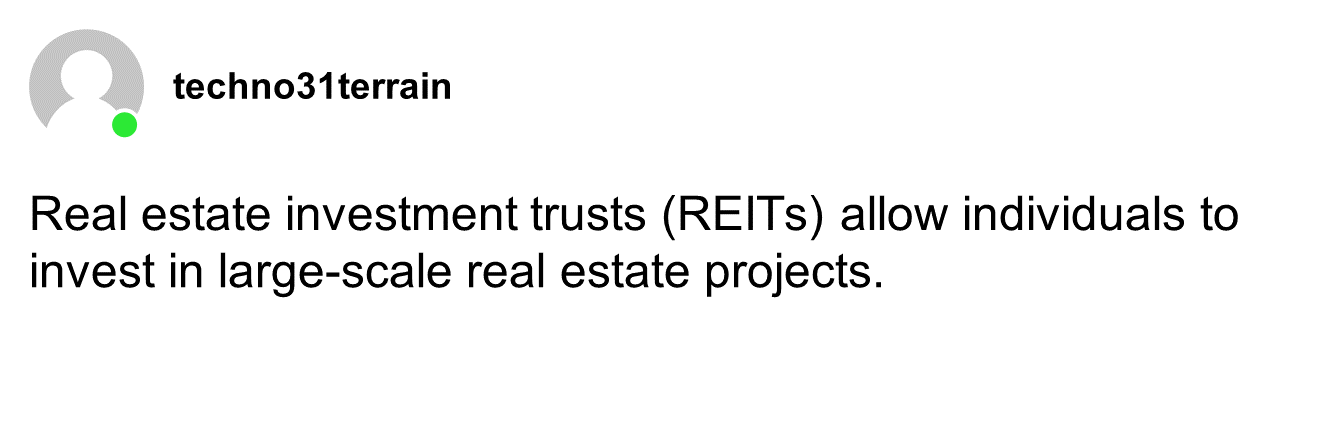 techno31terrain
Real estate investment trusts (REITs) allow individuals to
invest in large-scale real estate projects.